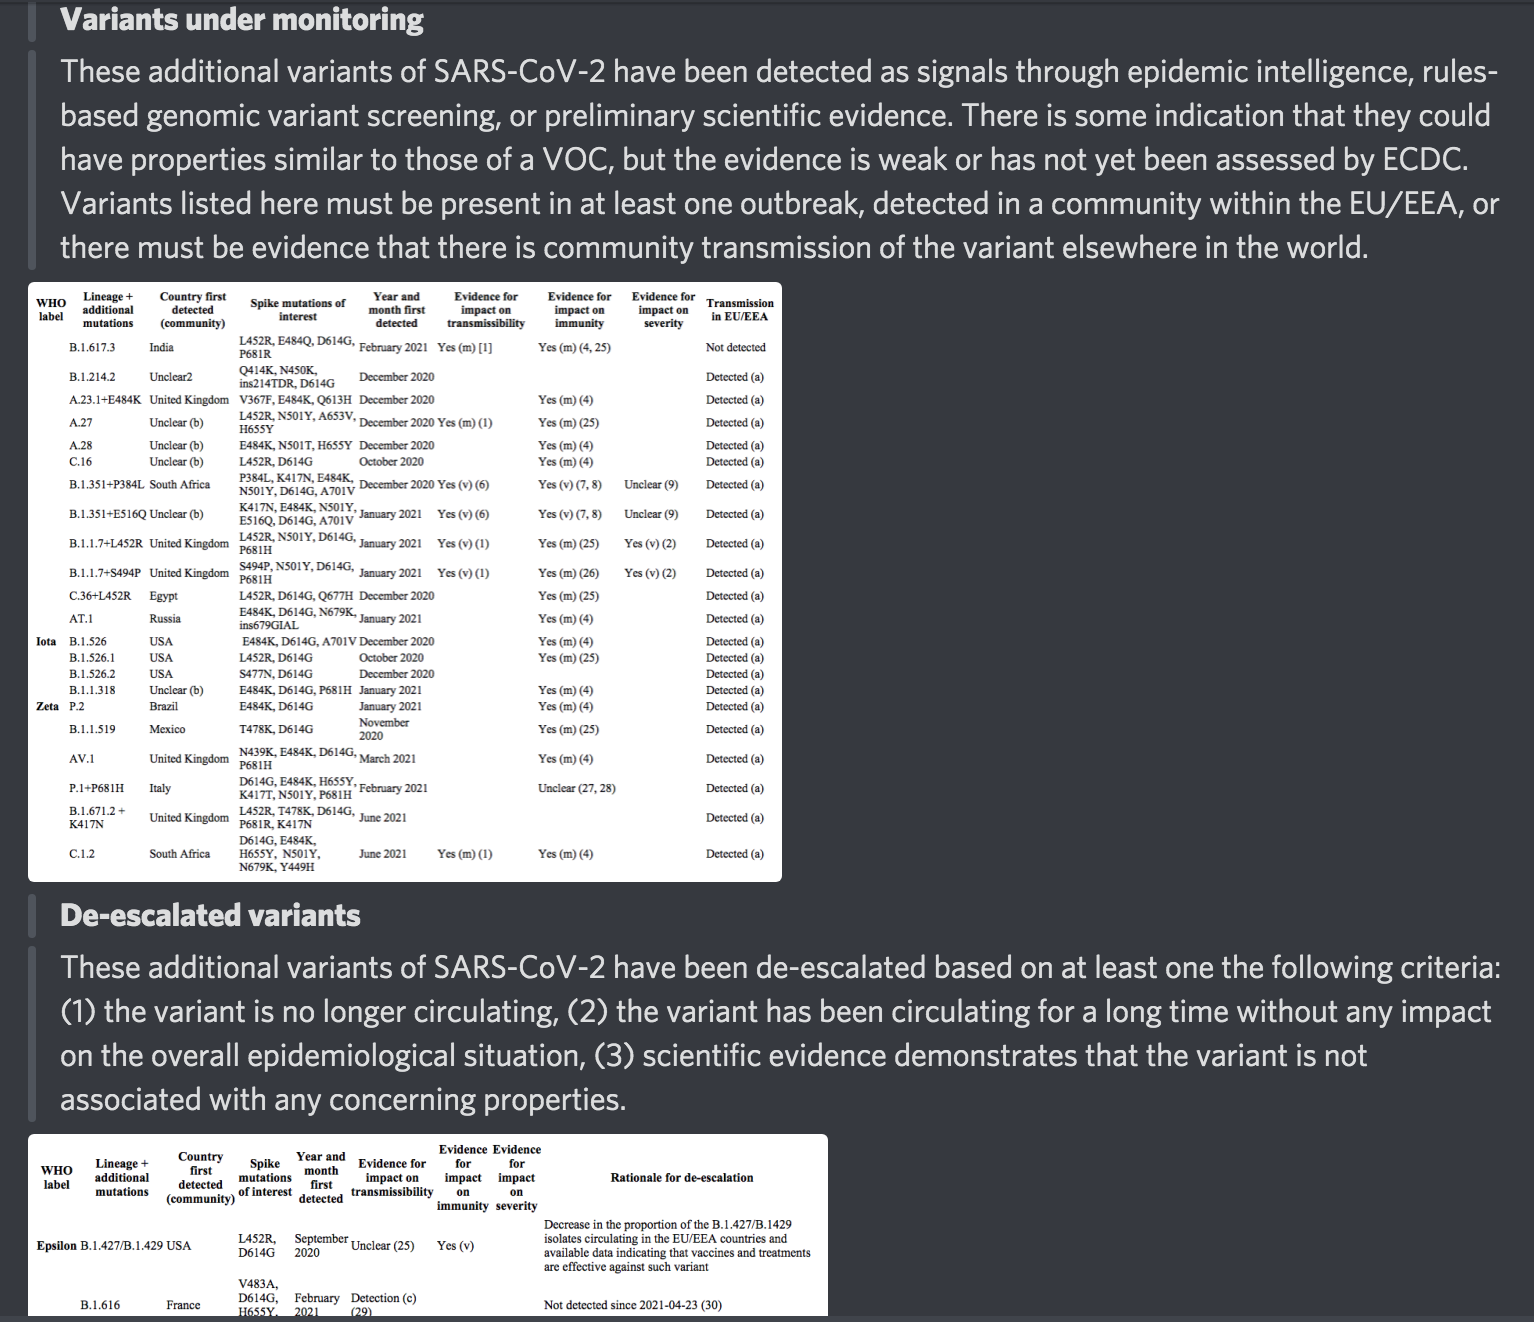 Variants under monitoring
These additional variants of SARS-CoV-2 have been detected as signals through epidemic intelligence, rules-
based genomic variant screening, or preliminary scientific evidence. There is some indication that they could
have properties similar to those of a VOC, but the evidence is weak or has not yet been assessed by ECDC.
Variants listed here must be present in at least one outbreak, detected in a community within the EU/EEA, or
there must be evidence that there is community transmission of the variant elsewhere in the world.
WHO label Lineage + additional mutations Country first detected (community) Spike mutations of interest Year and month first detected Evidence for impact on transmissibility Evidence for impact on immunity Evidence for impact on severity Transmission in EU/EEA
B.1.617.3 India L452R, E484Q, D614G, P681R February 2021 Yes (m) [1] Yes (m) (4, 25) Not detected
B.1.214.2 Unclear2 Q414K, N450K, ins214TDR, D614G December 2020 Detected (a)
A.23.1+E484K United Kingdom V367F, E484K, Q613H December 2020 Yes (m) (4) Detected (a)
A.27 Unclear (b) L452R, N501Y, A653V, H655Y December 2020 Yes (m) (1) Yes (m) (25) Detected (a)
A.28 Unclear (b) E484K, N501T, H655Y December 2020 Yes (m) (4) Detected (a)
C.16 Unclear (b) L452R, D614G October 2020 Yes (m) (4) Detected (a)
B.1.351+P384L South Africa P384L, K417N, E484K, N501Y, D614G, A701V December 2020 Yes (v) (6) Yes (v) (7, 8) Unclear (9) Detected (a)
B.1.351+E516Q Unclear (b) K417N, E484K, N501Y, E516Q, D614G, A701V January 2021 Yes (v) (6) Yes (v) (7, 8) Unclear (9) Detected (a)
B.1.1.7+L452R United Kingdom L452R, N501Y, D614G, P681H January 2021 Yes (v) (1) Yes (m) (25) Yes (v) (2) Detected (a)
B.1.1.7+S494P United Kingdom S494P, N501Y, D614G, P681H January 2021 Yes (v) (1) Yes (m) (26) Yes (v) (2) Detected (a)
C.36+L452R Egypt L452R, D614G, Q677H December 2020 Yes (m) (25) Detected (a)
AT.1 Russia E484K, D614G, N679K, ins679GIAL January 2021 Yes (m) (4) Detected (a)
Iota B.1.526 USA E484K, D614G, A701V December 2020 Yes (m) (4) Detected (a)
B.1.526.1 USA L452R, D614G October 2020 Yes (m) (25) Detected (a)
B.1.526.2 USA S477N, D614G December 2020 Detected (a)
B.1.1.318 Unclear (b) E484K, D614G, P681H January 2021 Yes (m) (4) Detected (a)
Zeta P.2 Brazil E484K, D614G January 2021 Yes (m) (4) Detected (a)
B.1.1.519 Mexico T478K, D614G November 2020 Yes (m) (25) Detected (a)
AV.1 United Kingdom N439K, E484K, D614G, P681H March 2021 Yes (m) (4) Detected (a)
P.1+P681H Italy D614G, E484K, H655Y, K417T, N501Y, P681H February 2021 Unclear (27, 28) Detected (a)
B.1.671.2 + K417N United Kingdom L452R, T478K, D614G, P681R, K417N June 2021 Detected (a)
C.1.2 South Africa D614G, E484K, H655Y, N501Y, N679K, Y449H June 2021 Yes (m) (1) Yes (m) (4) Detected (a)
De-escalated variants
These additional variants of SARS-CoV-2 have been de-escalated based on at least one the following criteria:
(1) the variant is no longer circulating, (2) the variant has been circulating for a long time without any impact
on the overall epidemiological situation, (3) scientific evidence demonstrates that the variant is not
associated with any concerning properties.
WHO label Lineage + additional mutations Country first detected (community) Spike mutations of interest Year and month first detected Evidence for impact on transmissibility Evidence for impact on immunity Evidence for impact on severity Rationale for de-escalation
Epsilon B.1.427/B.1.429 USA L452R, D614G September 2020 Unclear (25) Yes (v) Decrease in the proportion of the B.1.427/B.1429 isolates circulating in the EU/EEA countries and available data indicating that vaccines and treatments are effective against such variant
B.1.616 France V483A, D614G, H655Y, February 2021 Detection (c) (29) Not detected since 2021-04-23 (30)